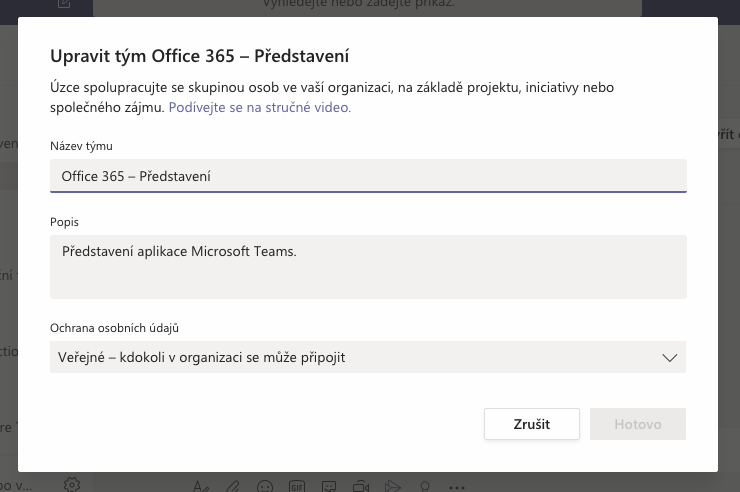 Vyhledejte nebo zadejte příkaz.
Upravit tým Office 365 – Představení
Úzce spolupracujte se skupinou osob ve vaší organizaci, na základě projektu, iniciativy nebo
společného zájmu. Podívejte se na stručné video.
Název týmu
Office 365 – Představení
Popis
Představení aplikace Microsoft Teams.
Ochrana osobních údajů
Veřejné – kdokoli v organizaci se může připojit
Zrušit
Hotovo
GIF